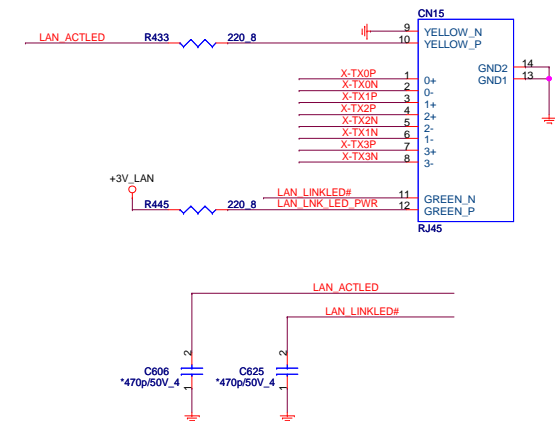 CN15
LAN_ACTLED R433 220_8 9 YELLOW_N
10 YELLOW_P
GND2 14
GND1 13
X-TX0P 1 0+
X-TX0N 2 0-
X-TX1P 3 1+
X-TX2P 4 2+
X-TX2N 5 2-
X-TX1N 6 1-
X-TX3P 7 3+
X-TX3N 8 3-
+3V_LAN
LAN_LINKLED# 11 GREEN_N
R445 220_8 LAN_LNK_LED_PWR 12 GREEN_P
RJ45
LAN_ACTLED
LAN_LINKLED#
2 2
C606 C625
*470p/50V_4 *470p/50V_4
1 1